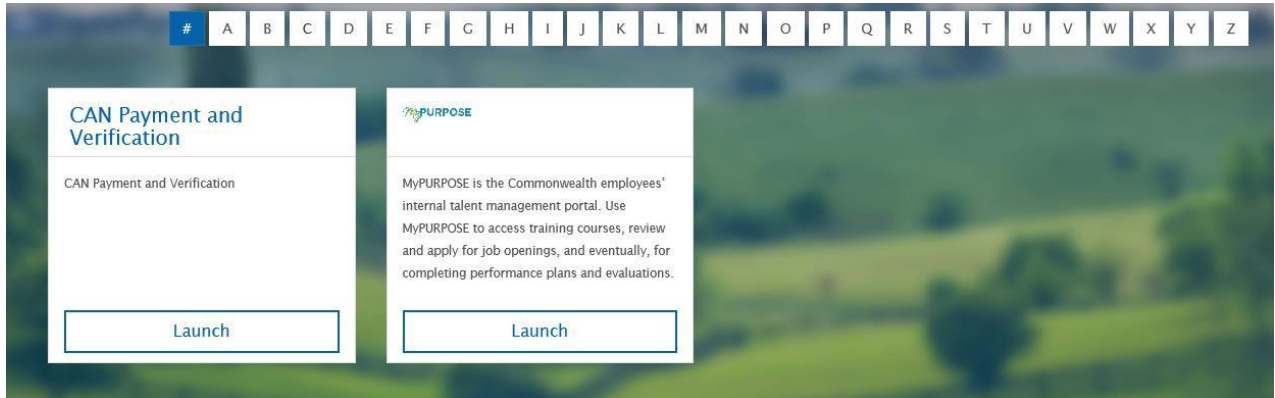 # A B C D E F G H I J K L M N O P Q R S T U V W X Y Z
CAN Payment and
Verification
CAN Payment and Verification
Launch
MyPURPOSE
MyPURPOSE is the Commonwealth employees'
internal talent management portal. Use
MyPURPOSE to access training courses, review
and apply for job openings, and eventually, for
completing performance plans and evaluations.
Launch